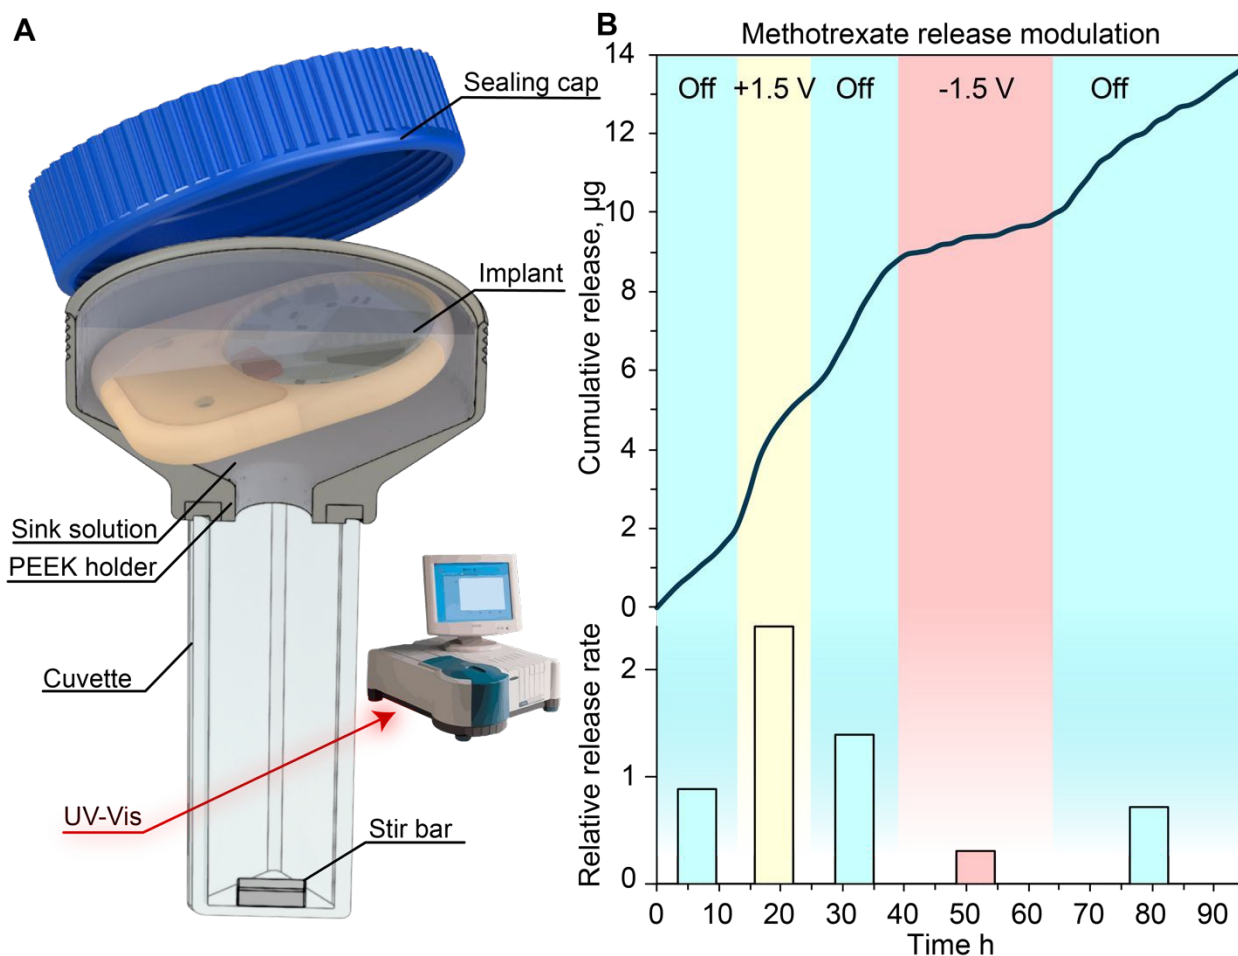 A
Sealing cap
Implant
Sink solution
PEEK holder
Cuvette
UV-Vis
Stir bar
B
Methotrexate release modulation
Off
+1.5 V
Off
-1.5 V
Off
Cumulative release, µg
14
12
10
8
6
4
2
0
Relative release rate
2
1
0
0 10 20 30 40 50 60 70 80 90
Time h